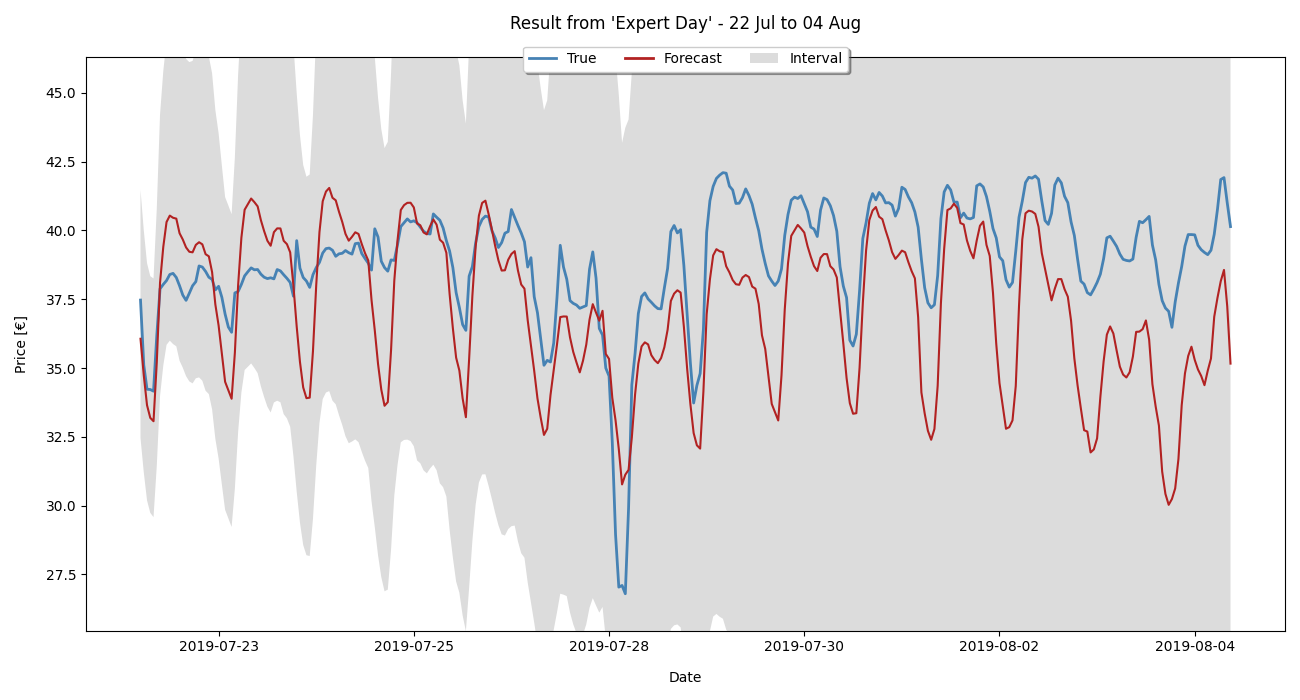 Result from 'Expert Day' - 22 Jul to 04 Aug
True Forecast Interval
45.0
42.5
40.0
37.5
35.0
32.5
30.0
27.5
Price [€]
2019-07-23 2019-07-25 2019-07-28 2019-07-30 2019-08-02 2019-08-04
Date